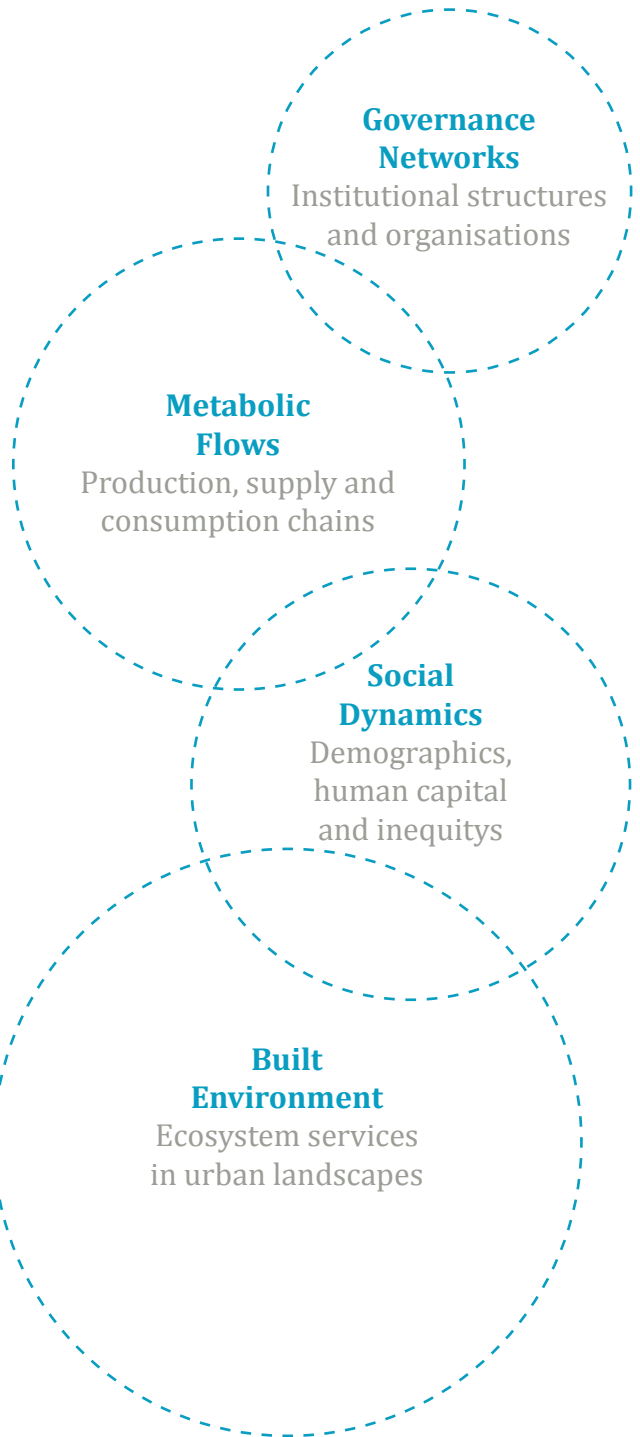 Governance
Networks
Institutional structures
and organisations
Metabolic
Flows
Production, supply and
consumption chains
Social
Dynamics
Demographics,
human capital
and inequitys
Built
Environment
Ecosystem services
in urban landscapes